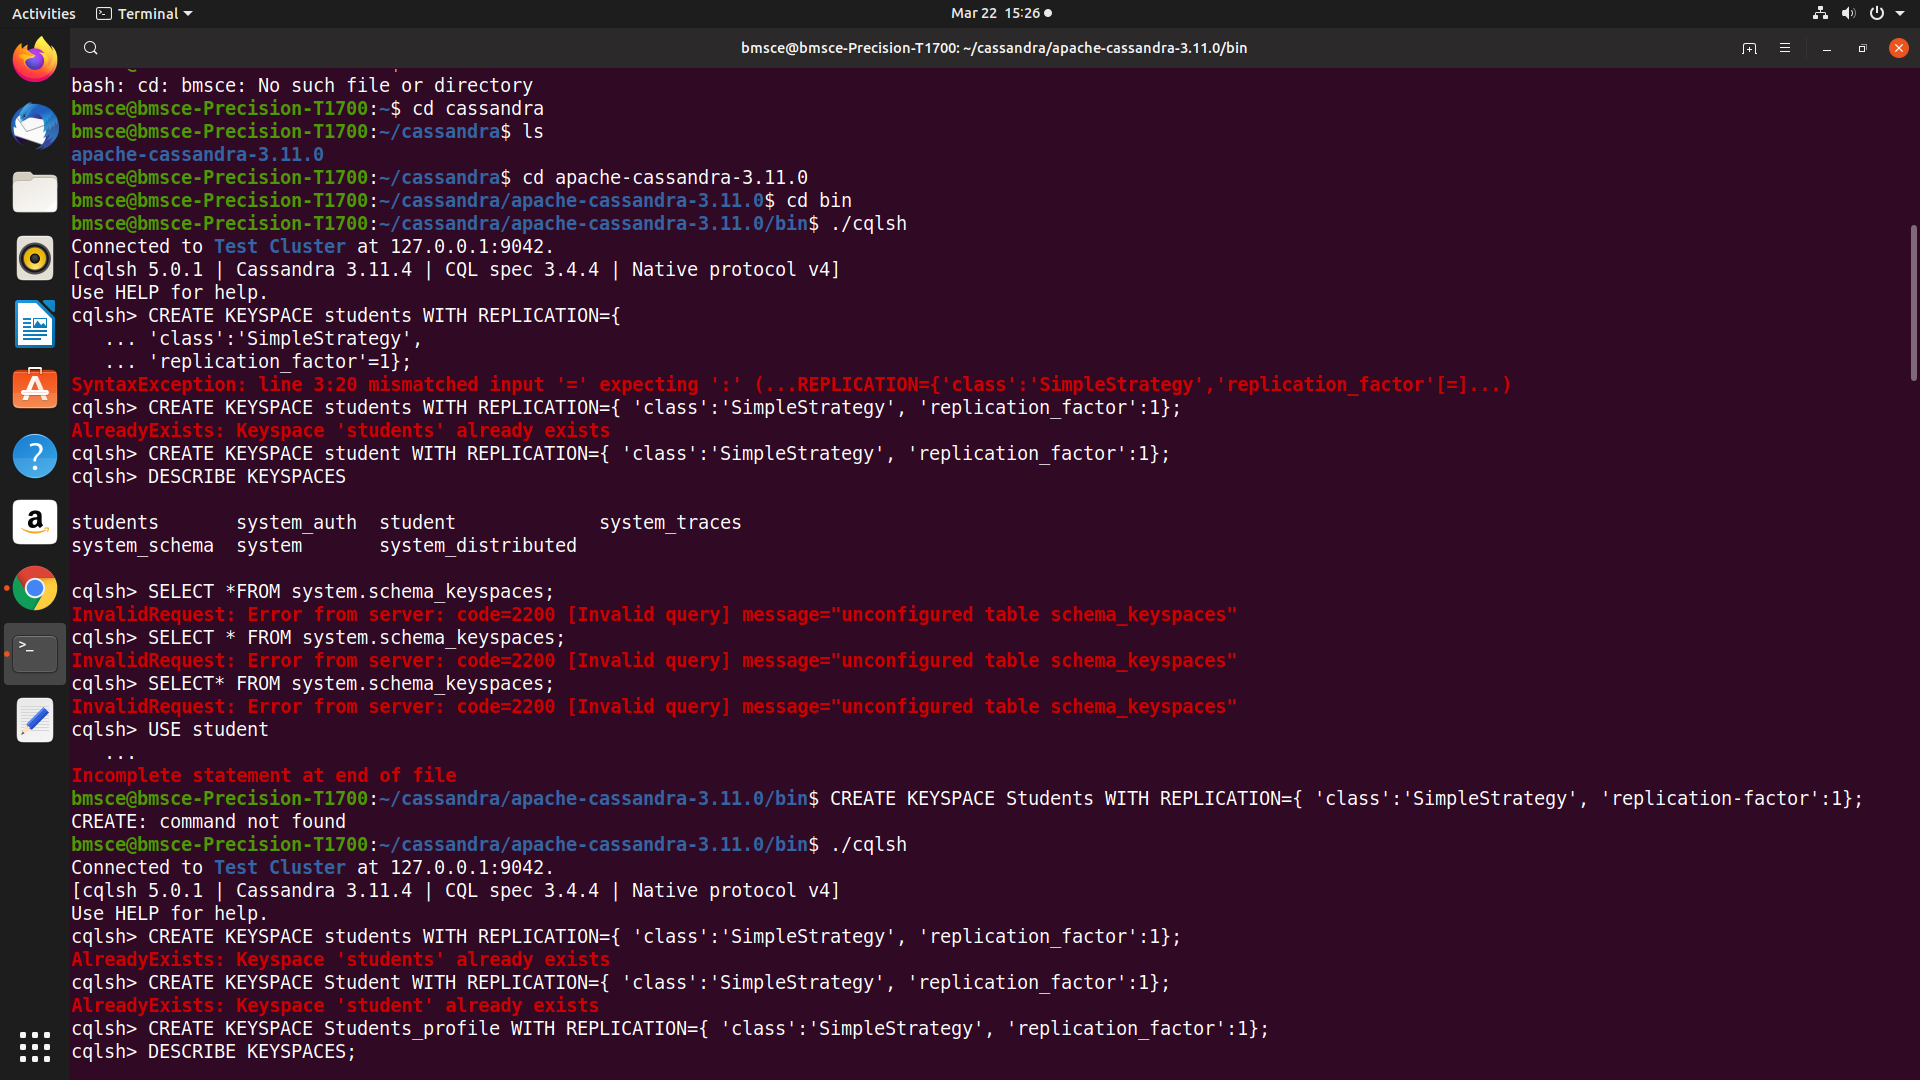 Activities Terminal Mar 22 15:26
bmsce@bmsce-Precision-T1700: ~/cassandra/apache-cassandra-3.11.0/bin
bash: cd: bmsce: No such file or directory
bmsce@bmsce-Precision-T1700:~$ cd cassandra
bmsce@bmsce-Precision-T1700:~/cassandra$ ls
apache-cassandra-3.11.0
bmsce@bmsce-Precision-T1700:~/cassandra$ cd apache-cassandra-3.11.0
bmsce@bmsce-Precision-T1700:~/cassandra/apache-cassandra-3.11.0$ cd bin
bmsce@bmsce-Precision-T1700:~/cassandra/apache-cassandra-3.11.0/bin$ ./cqlsh
Connected to Test Cluster at 127.0.0.1:9042.
[cqlsh 5.0.1 | Cassandra 3.11.4 | CQL spec 3.4.4 | Native protocol v4]
Use HELP for help.
cqlsh> CREATE KEYSPACE students WITH REPLICATION={
   ... 'class':'SimpleStrategy',
   ... 'replication_factor'=1};
SyntaxException: line 3:20 mismatched input '=' expecting ':' (...REPLICATION={'class':'SimpleStrategy','replication_factor'[=]...)
cqlsh> CREATE KEYSPACE students WITH REPLICATION={ 'class':'SimpleStrategy', 'replication_factor':1};
AlreadyExists: Keyspace 'students' already exists
cqlsh> CREATE KEYSPACE student WITH REPLICATION={ 'class':'SimpleStrategy', 'replication_factor':1};
cqlsh> DESCRIBE KEYSPACES
students       system_auth  student             system_traces
system_schema  system       system_distributed
cqlsh> SELECT *FROM system.schema_keyspaces;
InvalidRequest: Error from server: code=2200 [Invalid query] message="unconfigured table schema_keyspaces"
cqlsh> SELECT * FROM system.schema_keyspaces;
InvalidRequest: Error from server: code=2200 [Invalid query] message="unconfigured table schema_keyspaces"
cqlsh> SELECT* FROM system.schema_keyspaces;
InvalidRequest: Error from server: code=2200 [Invalid query] message="unconfigured table schema_keyspaces"
cqlsh> USE student
   ...
Incomplete statement at end of file
bmsce@bmsce-Precision-T1700:~/cassandra/apache-cassandra-3.11.0/bin$ CREATE KEYSPACE Students WITH REPLICATION={ 'class':'SimpleStrategy', 'replication-factor':1};
CREATE: command not found
bmsce@bmsce-Precision-T1700:~/cassandra/apache-cassandra-3.11.0/bin$ ./cqlsh
Connected to Test Cluster at 127.0.0.1:9042.
[cqlsh 5.0.1 | Cassandra 3.11.4 | CQL spec 3.4.4 | Native protocol v4]
Use HELP for help.
cqlsh> CREATE KEYSPACE students WITH REPLICATION={ 'class':'SimpleStrategy', 'replication_factor':1};
AlreadyExists: Keyspace 'students' already exists
cqlsh> CREATE KEYSPACE Student WITH REPLICATION={ 'class':'SimpleStrategy', 'replication_factor':1};
AlreadyExists: Keyspace 'student' already exists
cqlsh> CREATE KEYSPACE Students_profile WITH REPLICATION={ 'class':'SimpleStrategy', 'replication_factor':1};
cqlsh> DESCRIBE KEYSPACES;